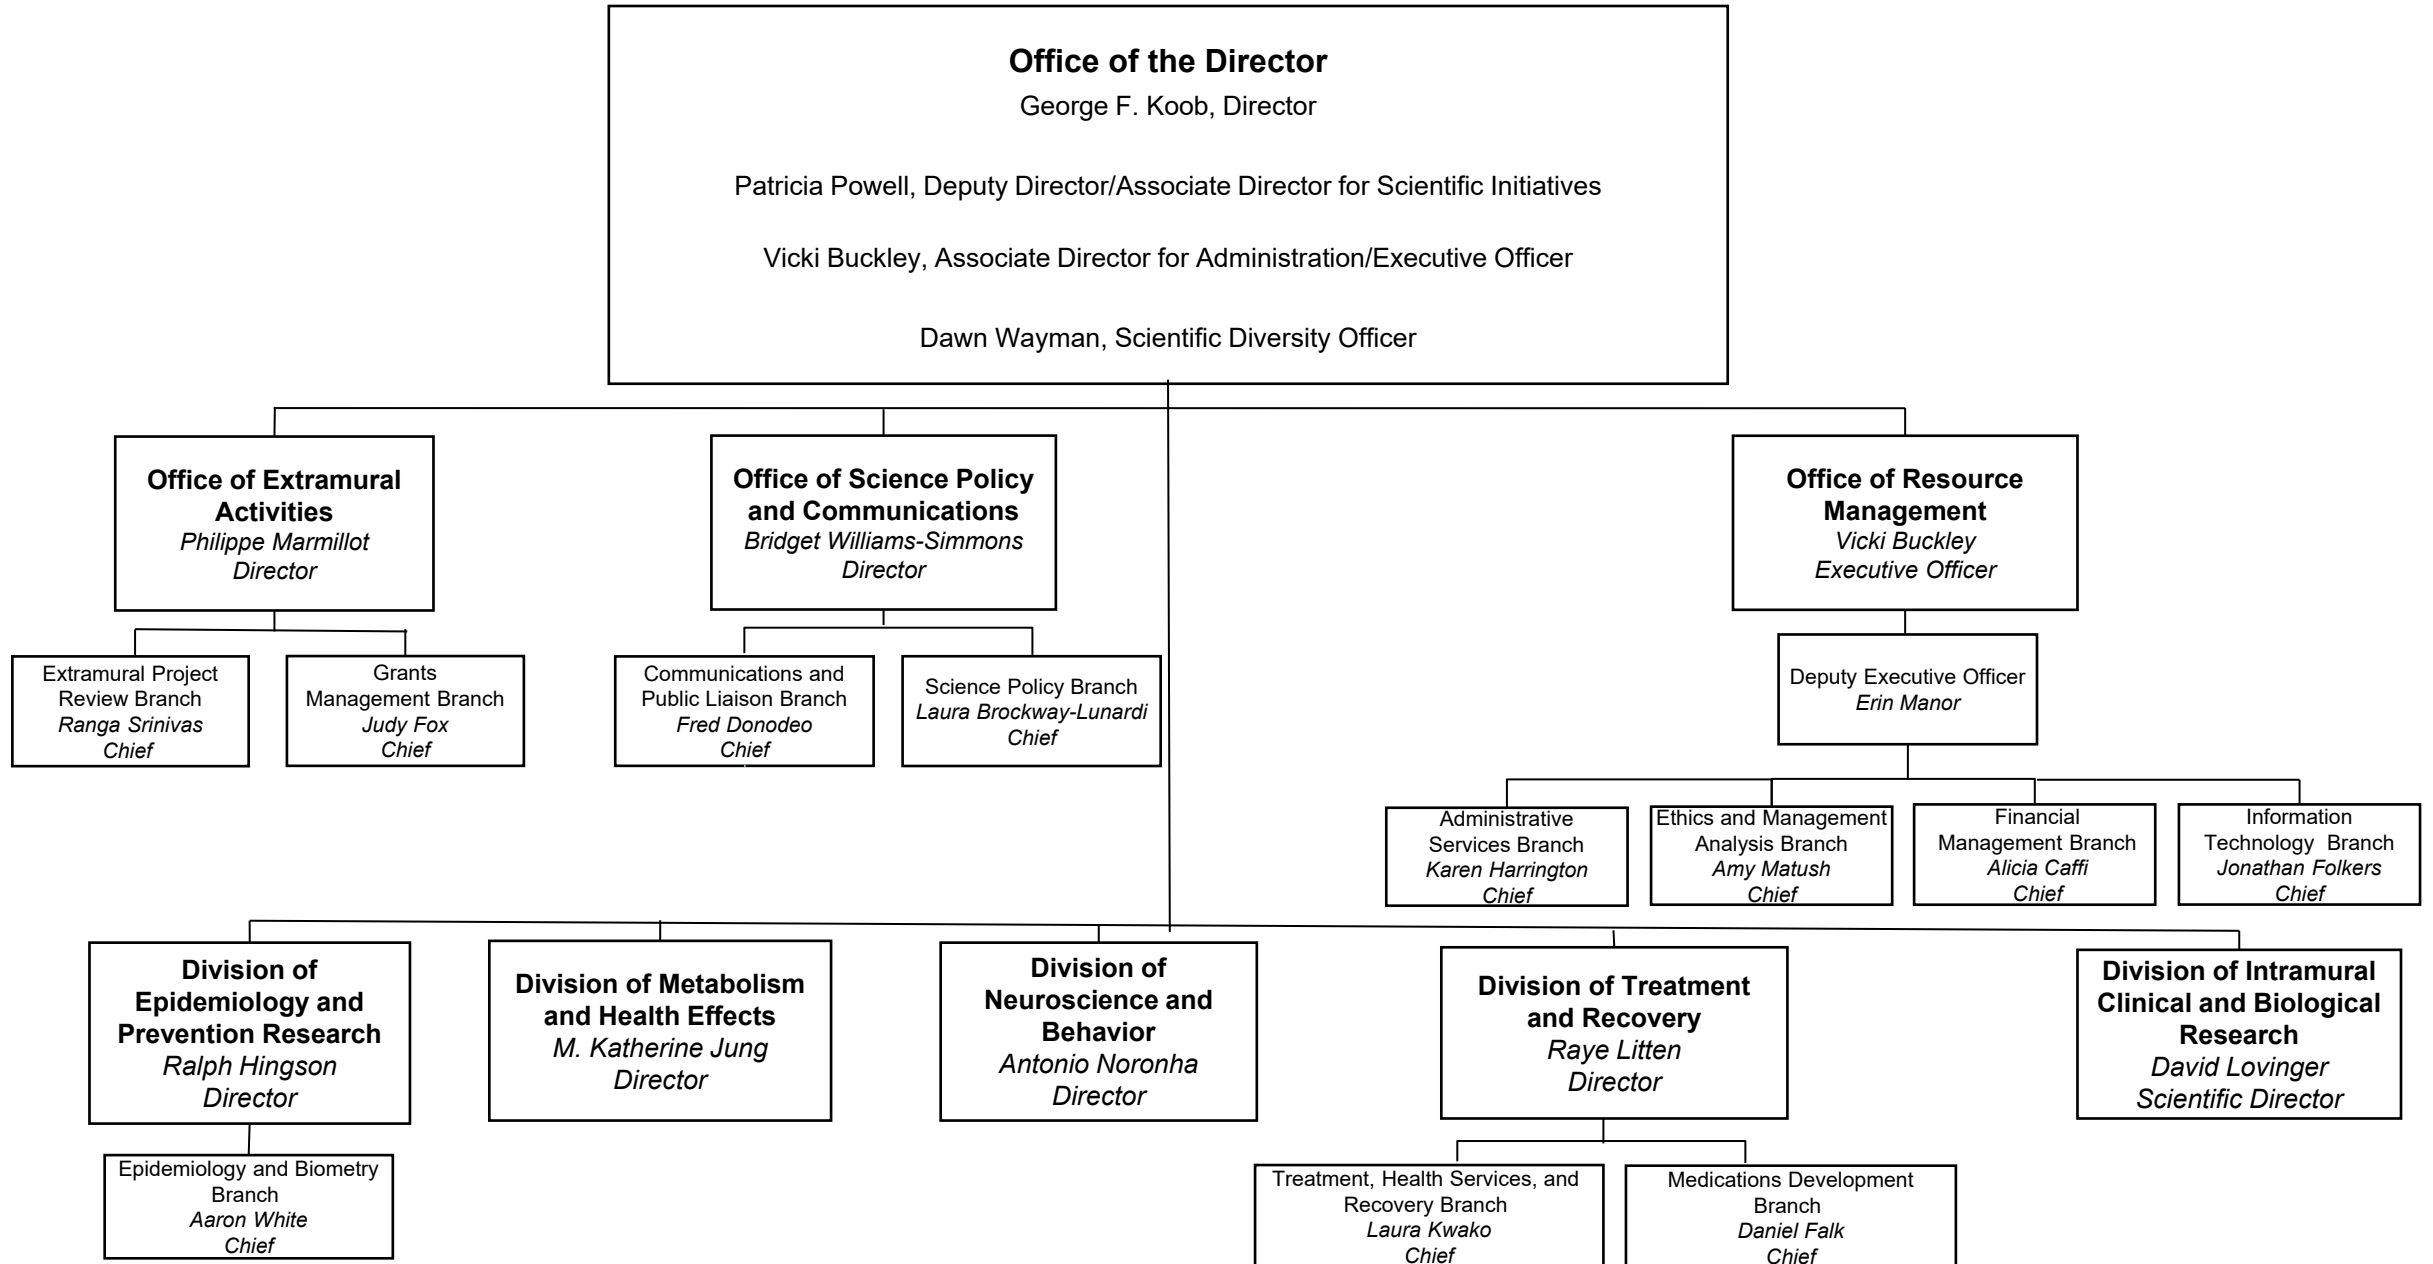 Office of the Director
George F. Koob, Director
Patricia Powell, Deputy Director/Associate Director for Scientific Initiatives
Vicki Buckley, Associate Director for Administration/Executive Officer
Dawn Wayman, Scientific Diversity Officer
Office of Extramural
Activities
Philippe Marmillot
Director
Office of Science Policy
and Communications
Bridget Williams-Simmons
Director
Office of Resource
Management
Vicki Buckley
Executive Officer
Extramural Project
Review Branch
Ranga Srinivas
Chief
Grants
Management Branch
Judy Fox
Chief
Communications and
Public Liaison Branch
Fred Donodeo
Chief
Science Policy Branch
Laura Brockway-Lunardi
Chief
Deputy Executive Officer
Erin Manor
Administrative
Services Branch
Karen Harrington
Chief
Ethics and Management
Analysis Branch
Amy Matush
Chief
Financial
Management Branch
Alicia Caffi
Chief
Information
Technology Branch
Jonathan Folkers
Chief
Division of
Epidemiology and
Prevention Research
Ralph Hingson
Director
Division of Metabolism
and Health Effects
M. Katherine Jung
Director
Division of
Neuroscience and
Behavior
Antonio Noronha
Director
Division of Treatment
and Recovery
Raye Litten
Director
Division of Intramural
Clinical and Biological
Research
David Lovinger
Scientific Director
Epidemiology and Biometry
Branch
Aaron White
Chief
Treatment, Health Services, and
Recovery Branch
Laura Kwako
Chief
Medications Development
Branch
Daniel Falk
Chief